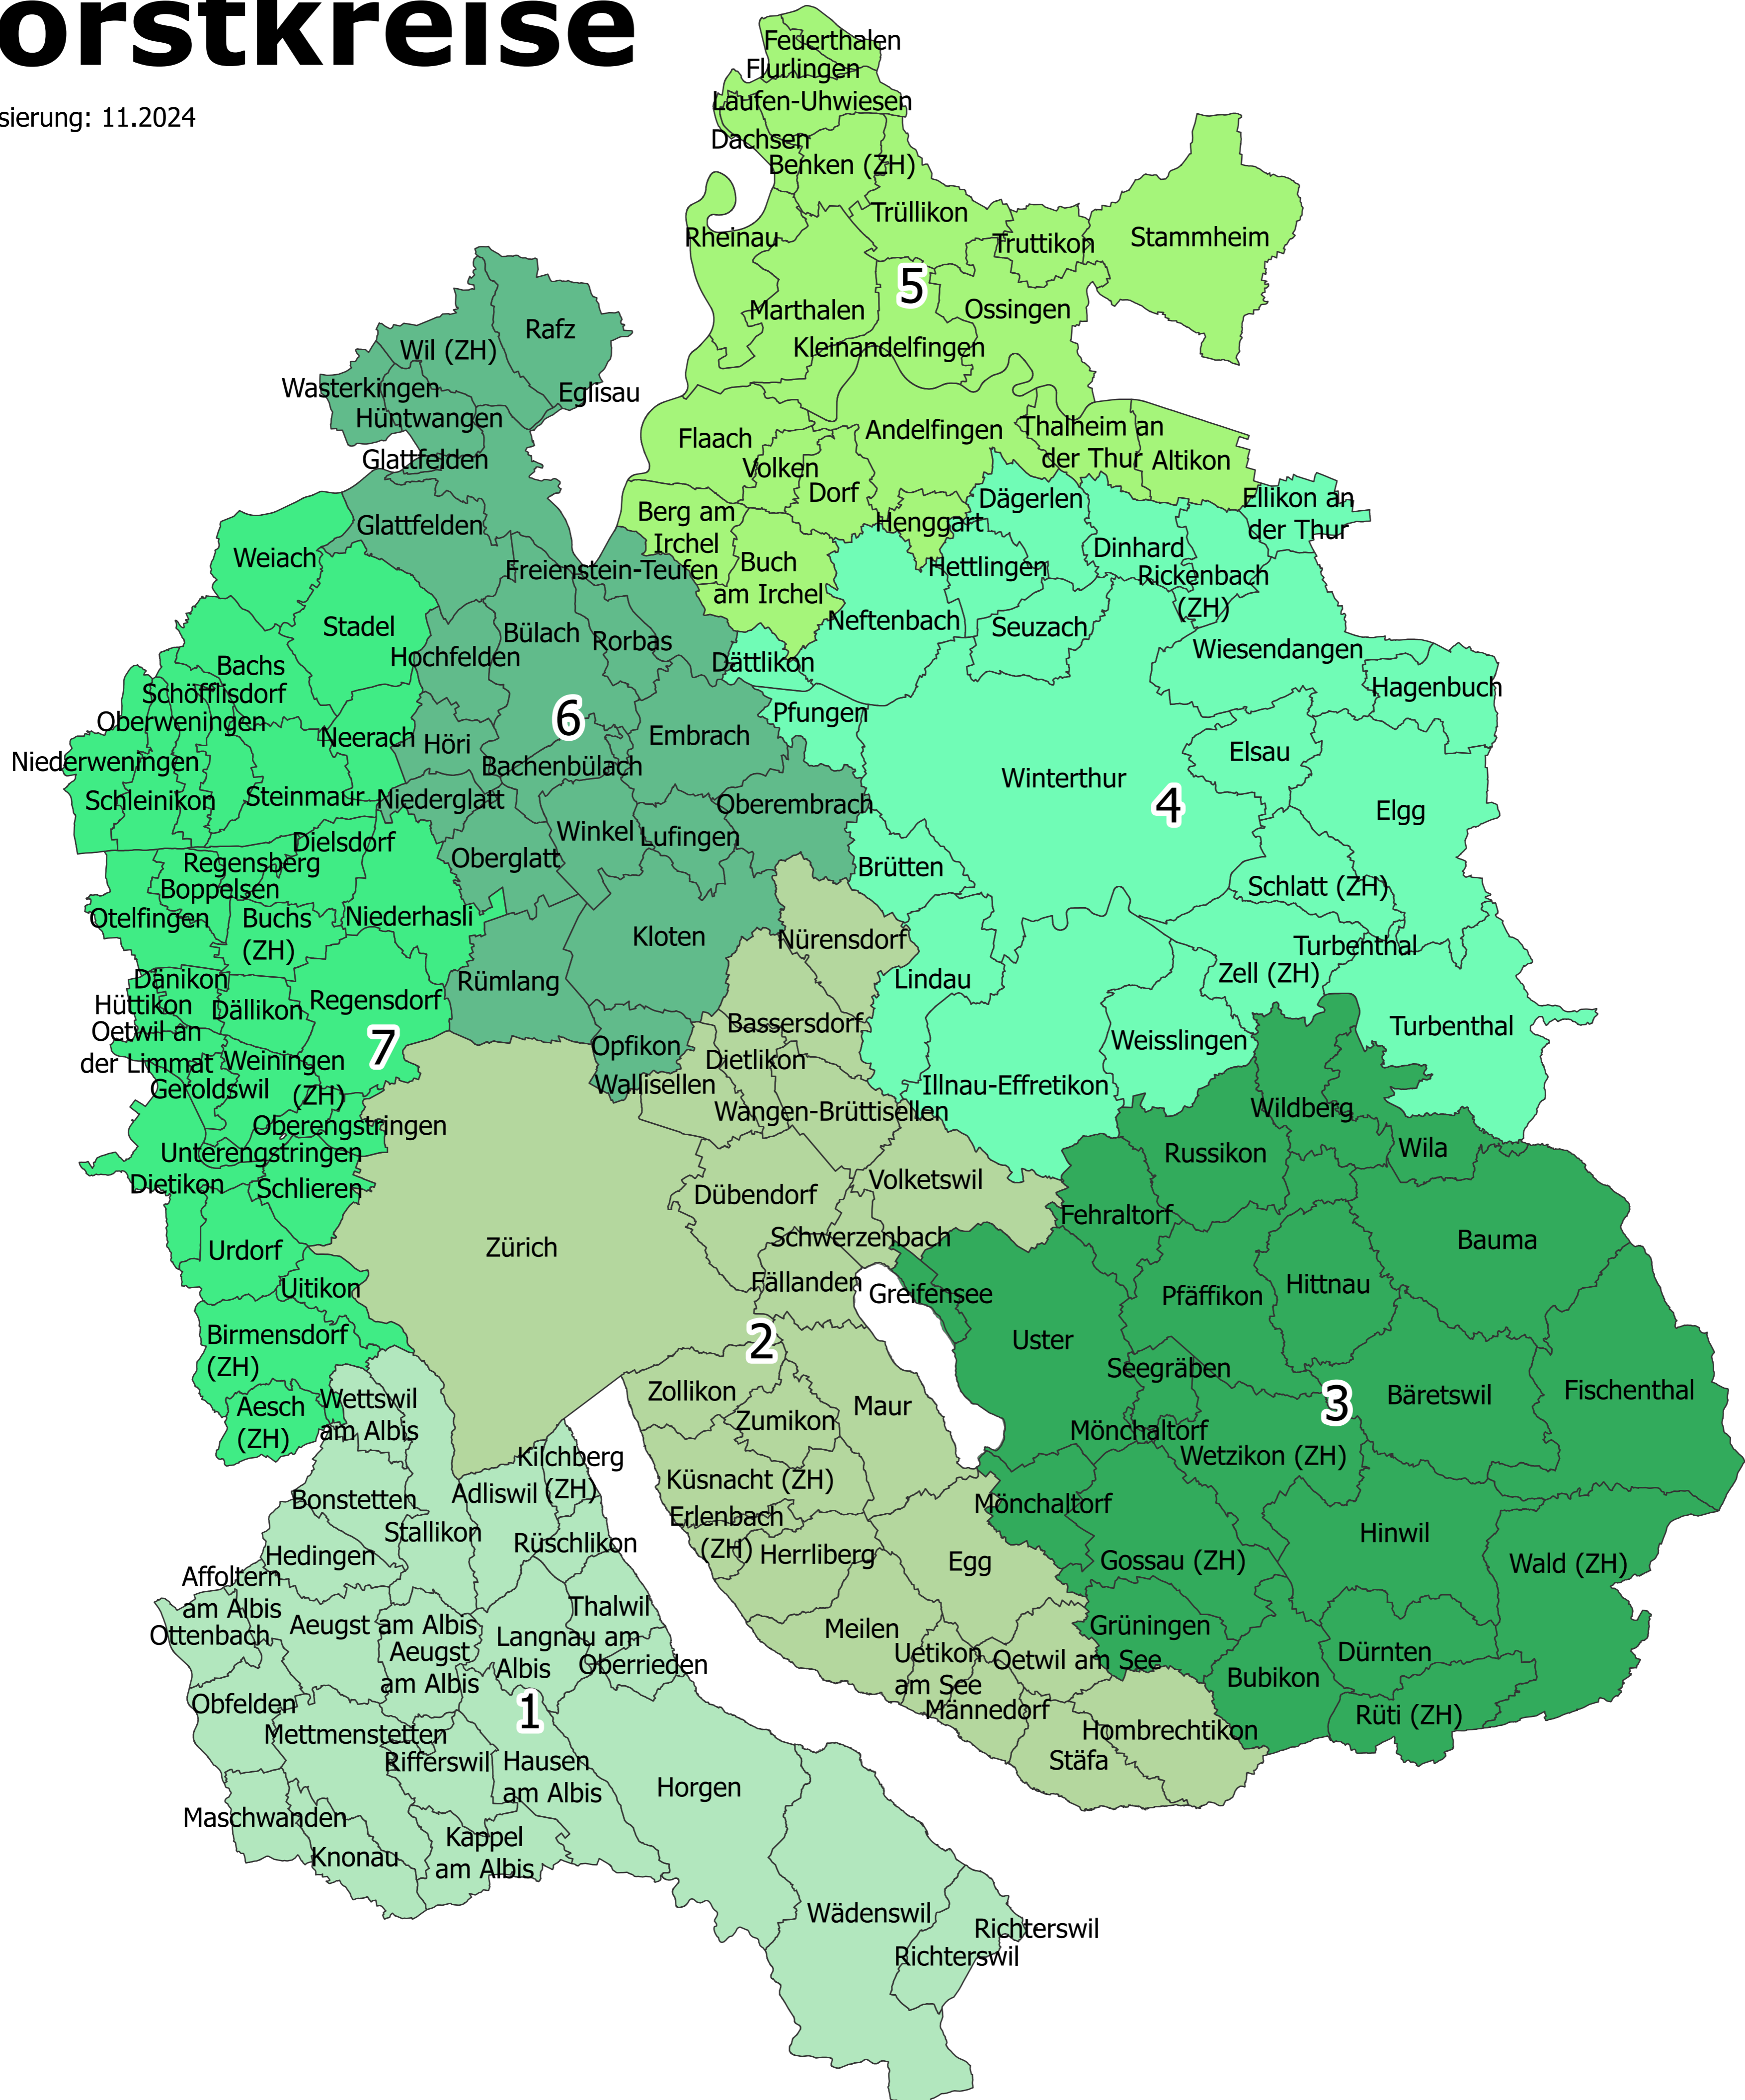 orstkreise
sierung: 11.2024
Feuerthalen
Flurlingen
Laufen-Uhwiesen
Dachsen
Benken (ZH)
Trüllikon
Rheinau
Truttikon
Stammheim
5
Marthalen
Ossingen
Kleinandelfingen
Rafz
Wil (ZH)
Wasterkingen
Eglisau
Hüntwangen
Glattfelden
Flaach
Andelfingen
Thalheim an
der Thur
Altikon
Volken
Dorf
Berg am
Irchel
Henggart
Dägerlen
Ellikon an
der Thur
Glattfelden
Weiach
Freienstein-Teufen
Buch
am Irchel
Hettlingen
Dinhard
Rickenbach
(ZH)
Neftenbach
Seuzach
Stadel
Bülach
Rorbas
Hochfelden
Dättlikon
Wiesendangen
Hagenbuch
Bachs
Schöfflisdorf
Oberweningen
6
Pfungen
Neerach
Höri
Embrach
Elsau
Niederweningen
Bachenbülach
Winterthur
4
Schleinikon
Steinmaur
Niederglatt
Oberembrach
Elgg
Winkel
Lufingen
Dielsdorf
Oberglatt
Regensberg
Boppelsen
Brütten
Schlatt (ZH)
Otelfingen
Buchs
(ZH)
Niederhasli
Kloten
Nürensdorf
Turbenthal
Dänikon
Rümlang
Lindau
Zell (ZH)
Hüttikon
Dällikon
Regensdorf
Oetwil an
der Limmat
7
Bassersdorf
Turbenthal
Opfikon
Weisslingen
Weiningen
(ZH)
Dietlikon
Geroldswil
Wallisellen
Illnau-Effretikon
Wangen-Brüttisellen
Wildberg
Oberengstringen
Unterengstringen
Russikon
Wila
Dietikon
Schlieren
Dübendorf
Volketswil
Fehraltorf
Urdorf
Zürich
Schwerzenbach
Bauma
Uitikon
Fällanden
Greifensee
Pfäffikon
Hittnau
Birmensdorf
(ZH)
2
Uster
Seegräben
Aesch
(ZH)
Wettswil
am Albis
Zollikon
Maur
3
Bäretswil
Fischenthal
Zumikon
Mönchaltorf
Kilchberg
(ZH)
Wetzikon (ZH)
Küsnacht (ZH)
Adliswil
Bonstetten
Mönchaltorf
Erlenbach
(ZH)
Stallikon
Rüschlikon
Hinwil
Hedingen
Herrliberg
Egg
Gossau (ZH)
Wald (ZH)
Affoltern
am Albis
Thalwil
Ottenbach
Aeugst am Albis
Meilen
Grüningen
Langnau am
Albis
Aeugst
am Albis
Oberrieden
Uetikon
am See
Oetwil am See
Dürnten
Bubikon
Obfelden
1
Männedorf
Rüti (ZH)
Mettmenstetten
Hombrechtikon
Rifferswil
Hausen
am Albis
Stäfa
Horgen
Maschwanden
Kappel
am Albis
Knonau
Wädenswil
Richterswil
Richterswil